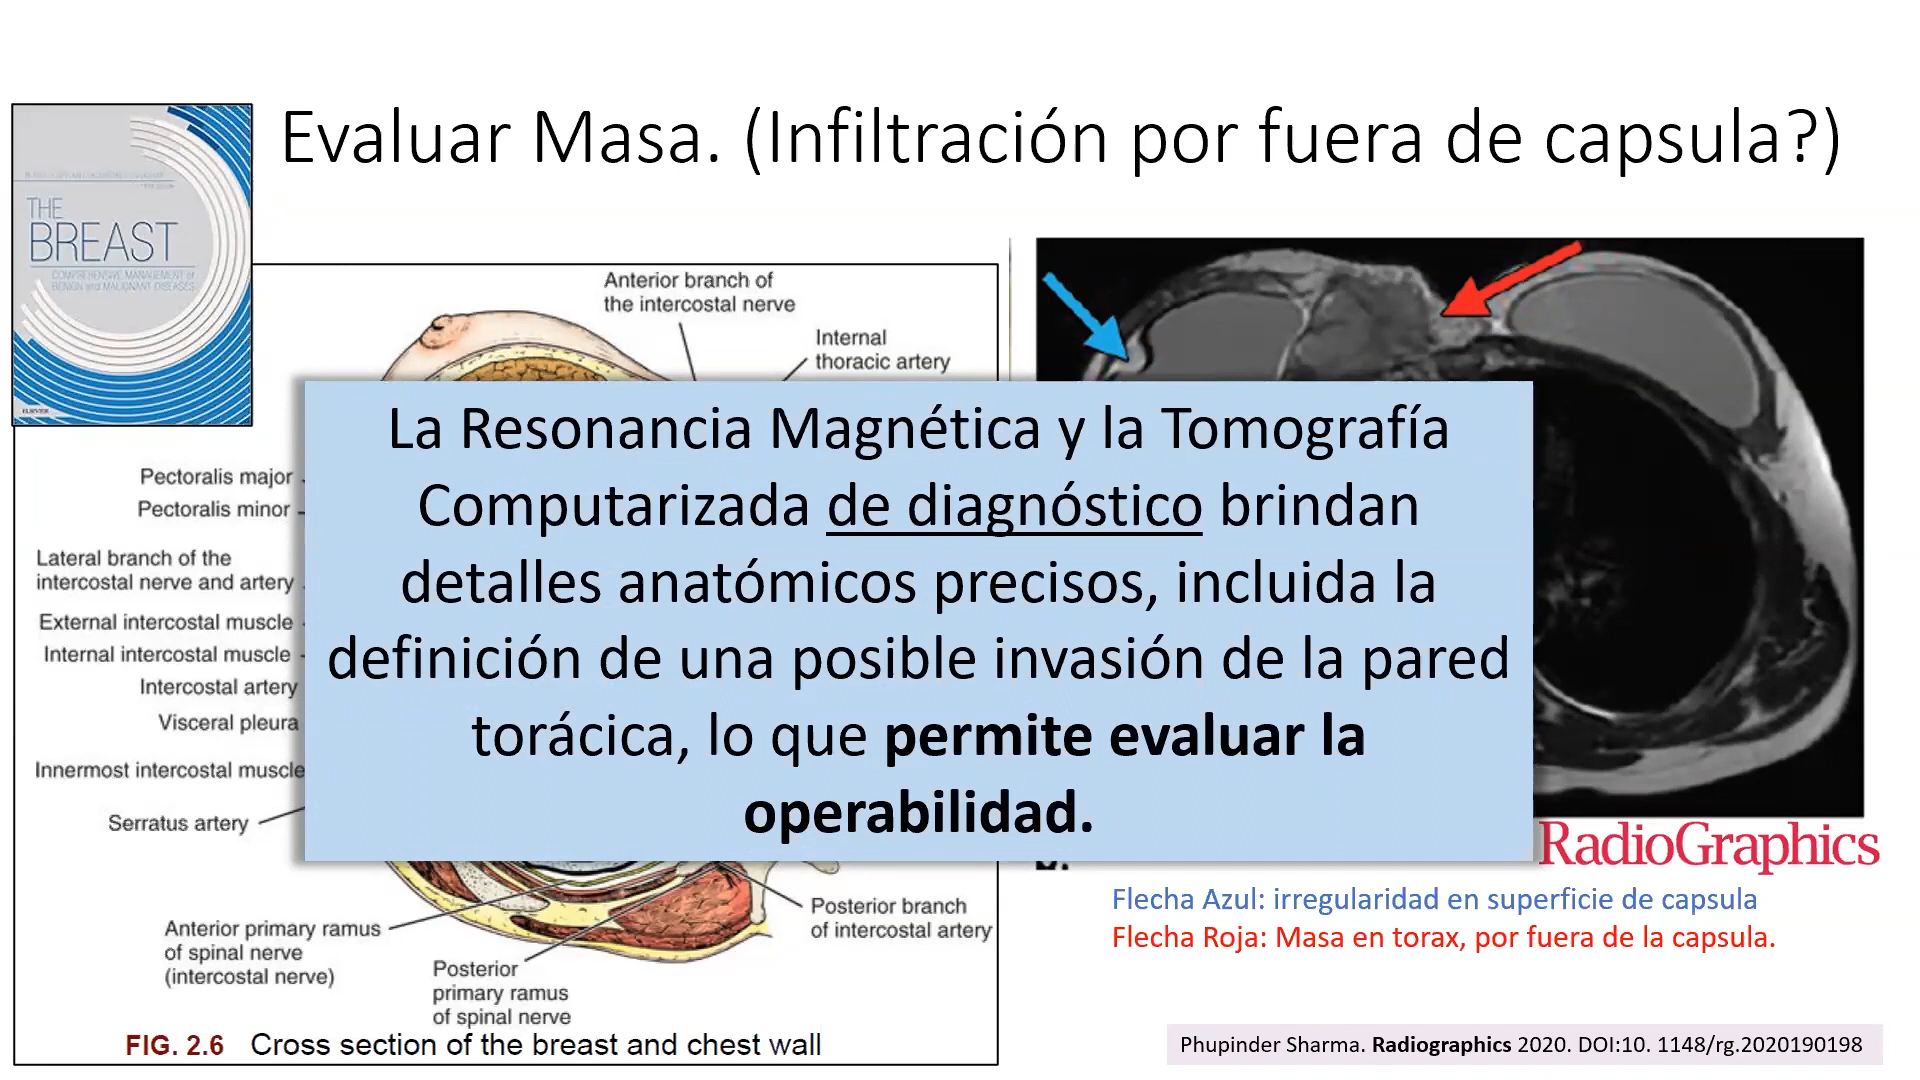 Evaluar Masa. (Infiltración por fuera de capsula?)
THE
BREAST
COMPREHENSIVE MANAGEMENT of
BENIGN and MALIGNANT DISEASES
ELSEVIER
Anterior branch of
the intercostal nerve
Internal
thoracic artery
Pectoralis major
Pectoralis minor
Lateral branch of the
intercostal nerve and artery
External intercostal muscle
Internal intercostal muscle
Intercostal artery
Visceral pleura
Innermost intercostal muscle
Serratus artery
La Resonancia Magnética y la Tomografía
Computarizada de diagnóstico brindan
detalles anatómicos precisos, incluida la
definición de una posible invasión de la pared
torácica, lo que permite evaluar la
operabilidad.
Anterior primary ramus
of spinal nerve
(intercostal nerve)
Posterior
primary ramus
of spinal nerve
Posterior branch
of intercostal artery
FIG. 2.6 Cross section of the breast and chest wall
RadioGraphics
Flecha Azul: irregularidad en superficie de capsula
Flecha Roja: Masa en torax, por fuera de la capsula.
Phupinder Sharma. Radiographics 2020. DOI:10. 1148/rg.2020190198